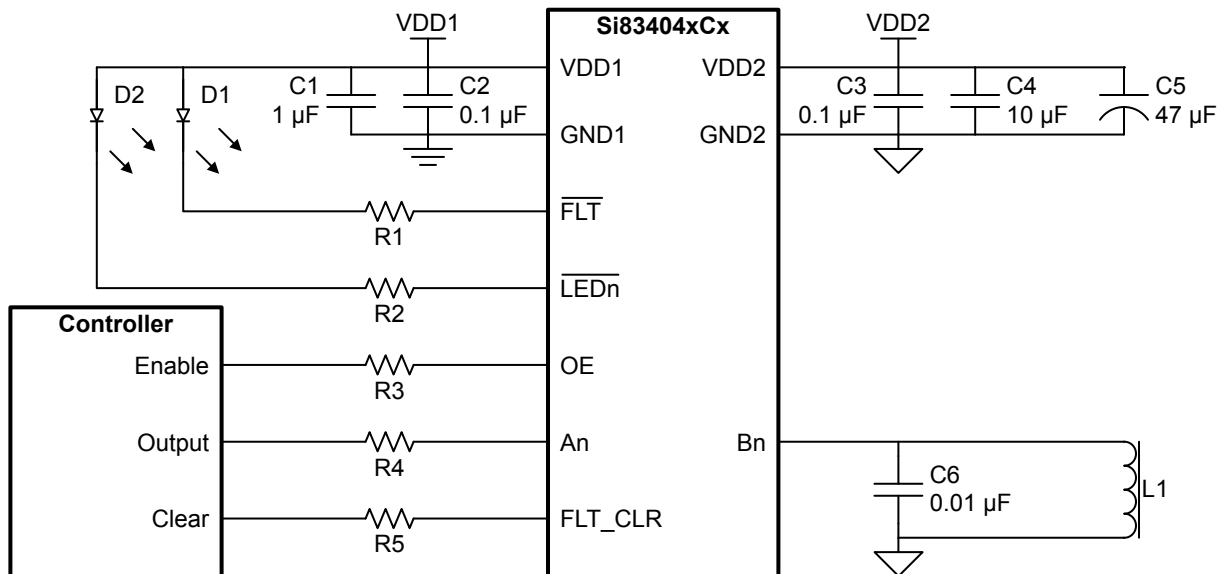 VDD1
Si83404xCx
VDD2
D2
D1
C1
1 µF
C2
0.1 µF
VDD1
VDD2
C3
0.1 µF
C4
10 µF
C5
47 µF
GND1
GND2
FLT
R1
LEDn
R2
Controller
Enable
R3
OE
Output
R4
An
Bn
C6
0.01 µF
L1
Clear
R5
FLT_CLR